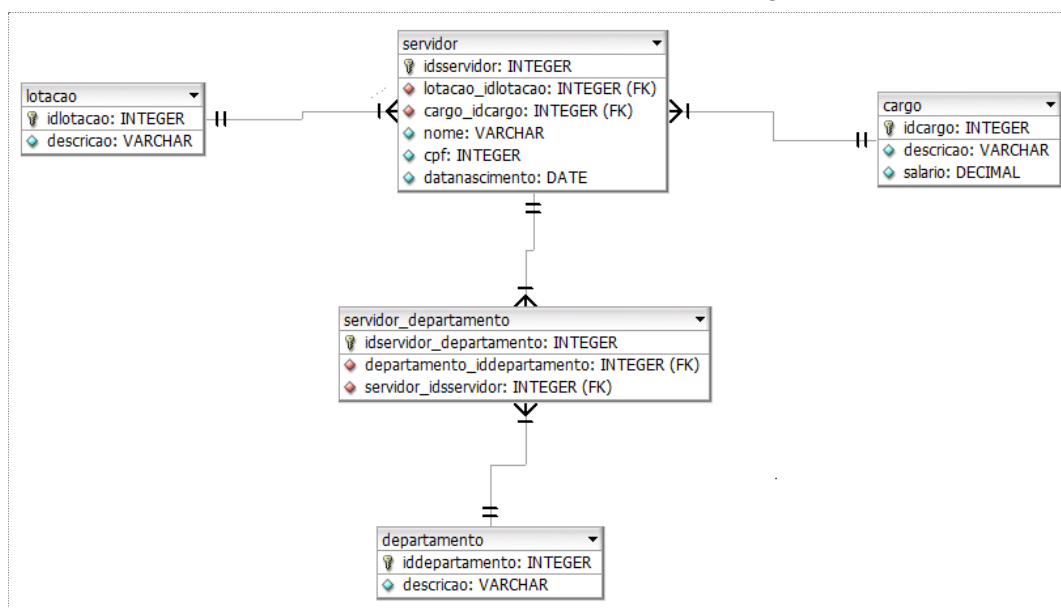 servidor
idsservidor: INTEGER
lotacao_idlotacao: INTEGER (FK)
cargo_idcargo: INTEGER (FK)
nome: VARCHAR
cpf: INTEGER
datanascimento: DATE
lotacao
idlotacao: INTEGER
descricao: VARCHAR
cargo
idcargo: INTEGER
descricao: VARCHAR
salario: DECIMAL
servidor_departamento
idservidor_departamento: INTEGER
departamento_iddepartamento: INTEGER (FK)
servidor_idsservidor: INTEGER (FK)
departamento
iddepartamento: INTEGER
descricao: VARCHAR